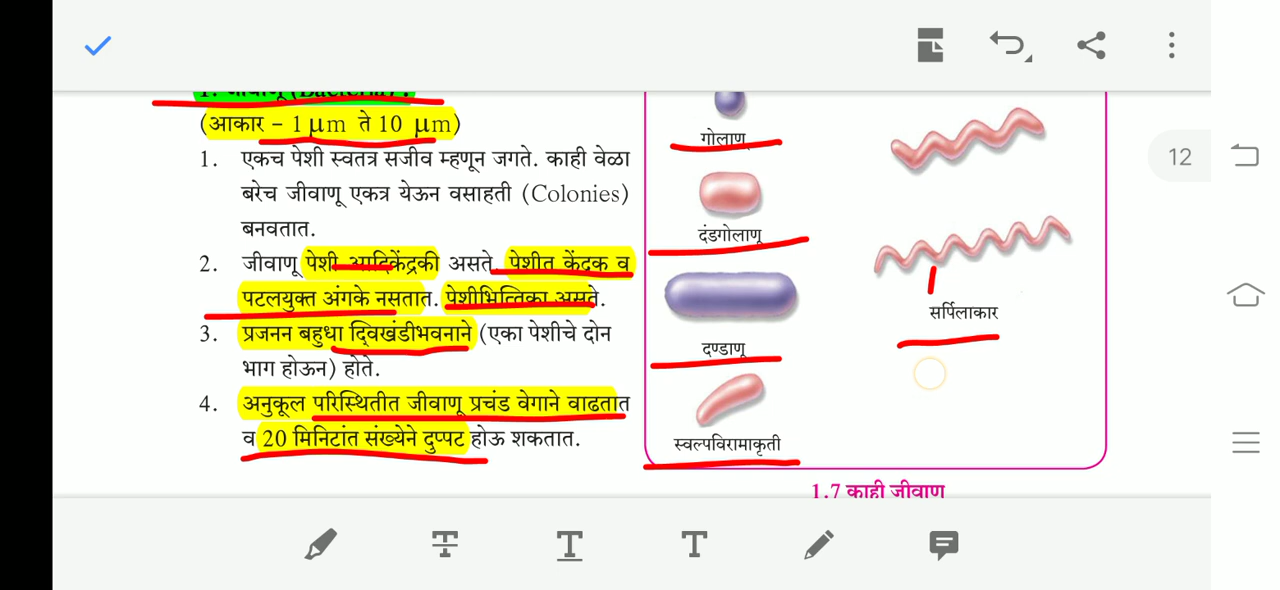 1. जीवाणू (Bacteria) :
(आकार - 1 μm ते 10 μm)
1. एकच पेशी स्वतंत्र सजीव म्हणून जगते. काही वेळा
बरेच जीवाणू एकत्र येऊन वसाहती (Colonies)
बनवतात.
2. जीवाणू पेशी आदिकेंद्रकी असते. पेशीत केंद्रक व
पटलयुक्त अंगके नसतात. पेशीभित्तिका असते.
3. प्रजनन बहुधा द्विखंडीभवनाने (एका पेशीचे दोन
भाग होऊन) होते.
4. अनुकूल परिस्थितीत जीवाणू प्रचंड वेगाने वाढतात
व 20 मिनिटांत संख्येने दुप्पट होऊ शकतात.
गोलाणू
दंडगोलाणू
दण्डाणू
स्वल्पविरामाकृती
सर्पिलाकार
1.7 काही जीवाणू
12
T
T
T